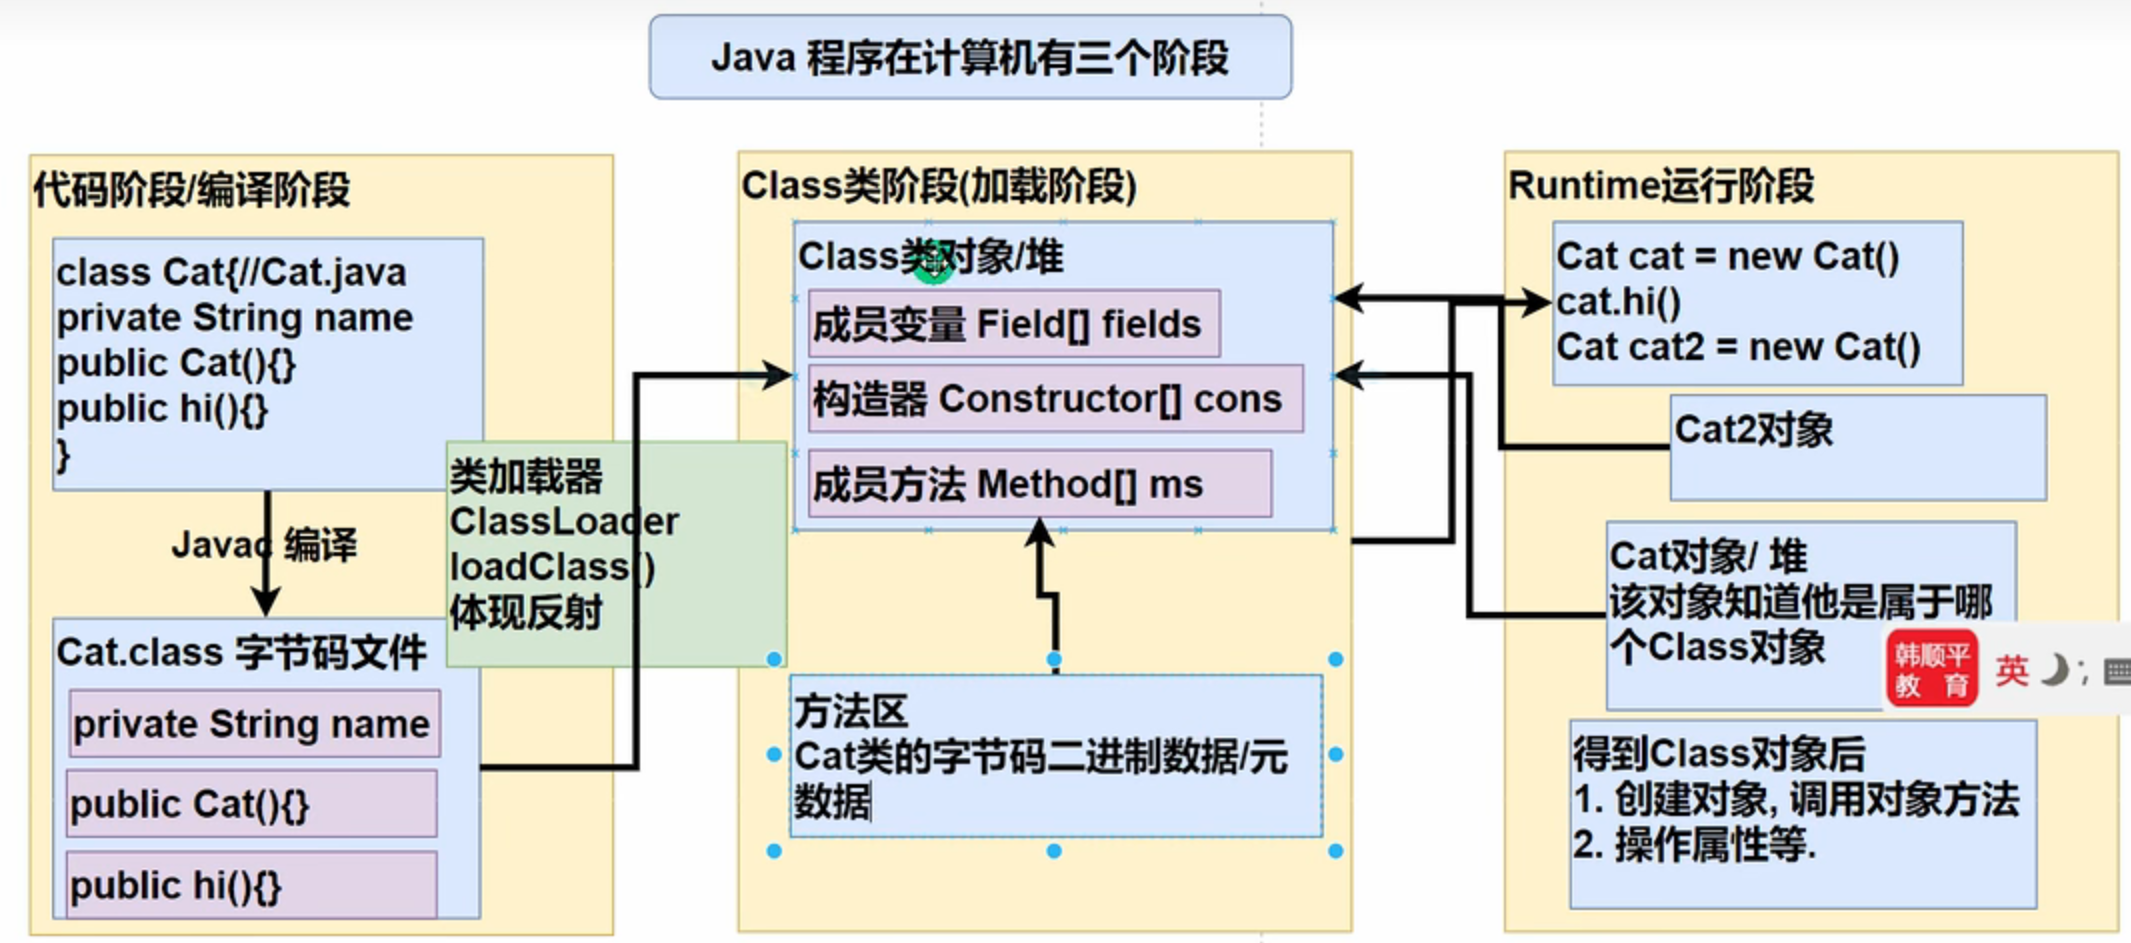 Java 程序在计算机有三个阶段
代码阶段/编译阶段
class Cat{//Cat.java
private String name
public Cat(){}
public hi(){}
}
Javac 编译
Cat.class 字节码文件
private String name
public Cat(){}
public hi(){}
类加载器
ClassLoader
loadClass()
体现反射
Class类阶段(加载阶段)
Class类对象/堆
成员变量 Field[] fields
构造器 Constructor[] cons
成员方法 Method[] ms
方法区
Cat类的字节码二进制数据/元
数据
Runtime运行阶段
Cat cat = new Cat()
cat.hi()
Cat cat2 = new Cat()
Cat2对象
Cat对象/ 堆
该对象知道他是属于哪
个Class对象
韩顺平
教 育
英
;
得到Class对象后
1. 创建对象, 调用对象方法
2. 操作属性等.